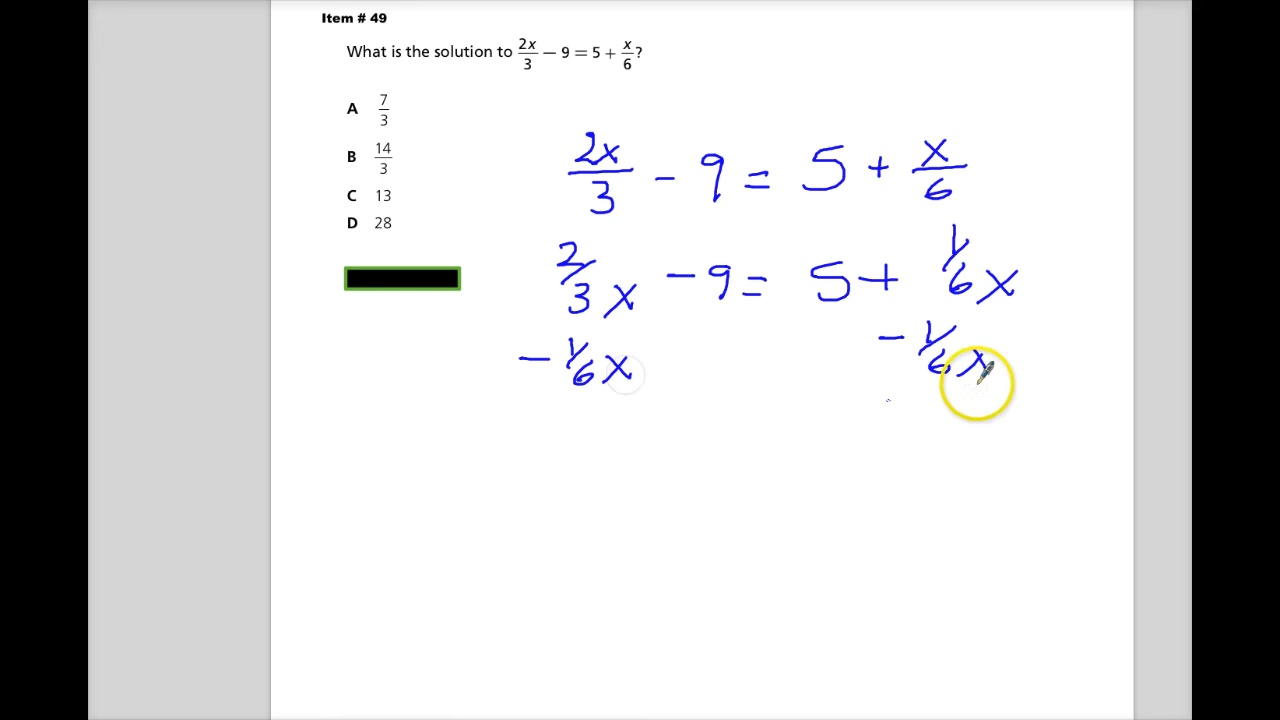 Item # 49
What is the solution to 2x/3 − 9 = 5 + x/6?
A 7/3
B 14/3
C 13
D 28
2x/3 - 9 = 5 + x/6
2/3 x - 9 = 5 + 1/6 x
- 1/6 x - 1/6 x